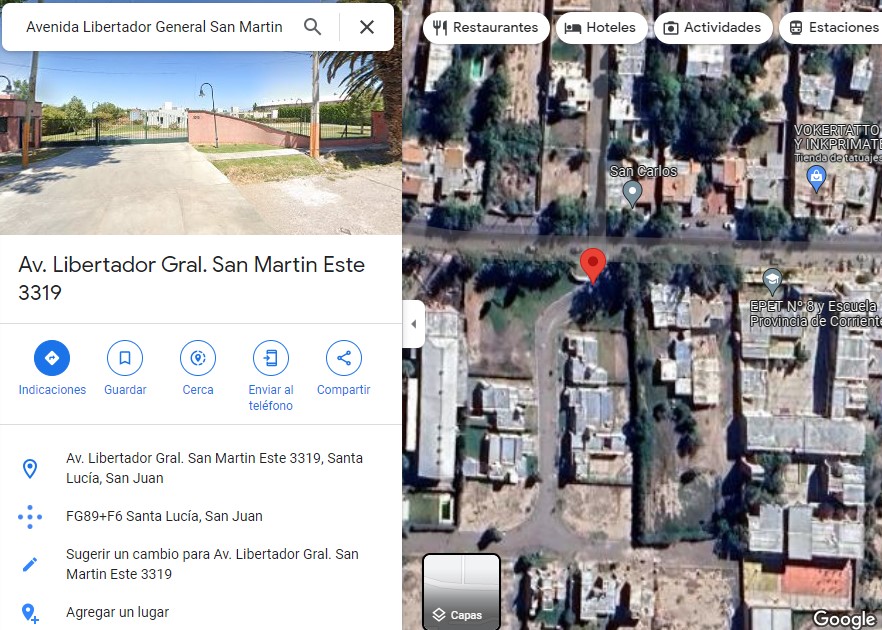 Avenida Libertador General San Martin
Restaurantes
Hoteles
Actividades
Estaciones
Av. Libertador Gral. San Martin Este
3319
Indicaciones
Guardar
Cerca
Enviar al
teléfono
Compartir
Av. Libertador Gral. San Martin Este 3319, Santa
Lucía, San Juan
FG89+F6 Santa Lucía, San Juan
Sugerir un cambio para Av. Libertador Gral. San
Martin Este 3319
Agregar un lugar
VOKERTATTO
Y INKPRIMATE
Tienda de tatuajes
San Carlos
EPET Nº 8 y Escuela
Provincia de Corriente
Capas
Google